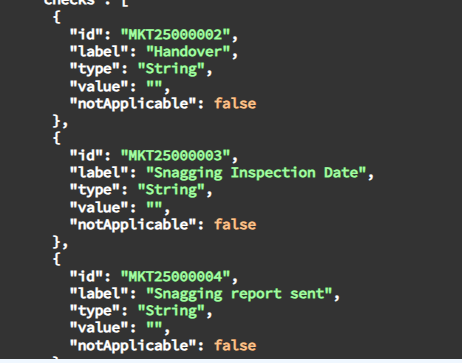 checks": [
{
"id": "MKT25000002",
"label": "Handover",
"type": "String",
"value": "",
"notApplicable": false
},
{
"id": "MKT25000003",
"label": "Snagging Inspection Date",
"type": "String",
"value": "",
"notApplicable": false
},
{
"id": "MKT25000004",
"label": "Snagging report sent",
"type": "String",
"value": "",
"notApplicable": false